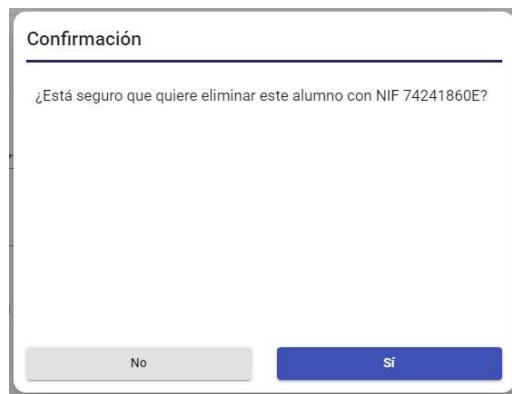 Confirmación
¿Está seguro que quiere eliminar este alumno con NIF 74241860E?
No
Sí